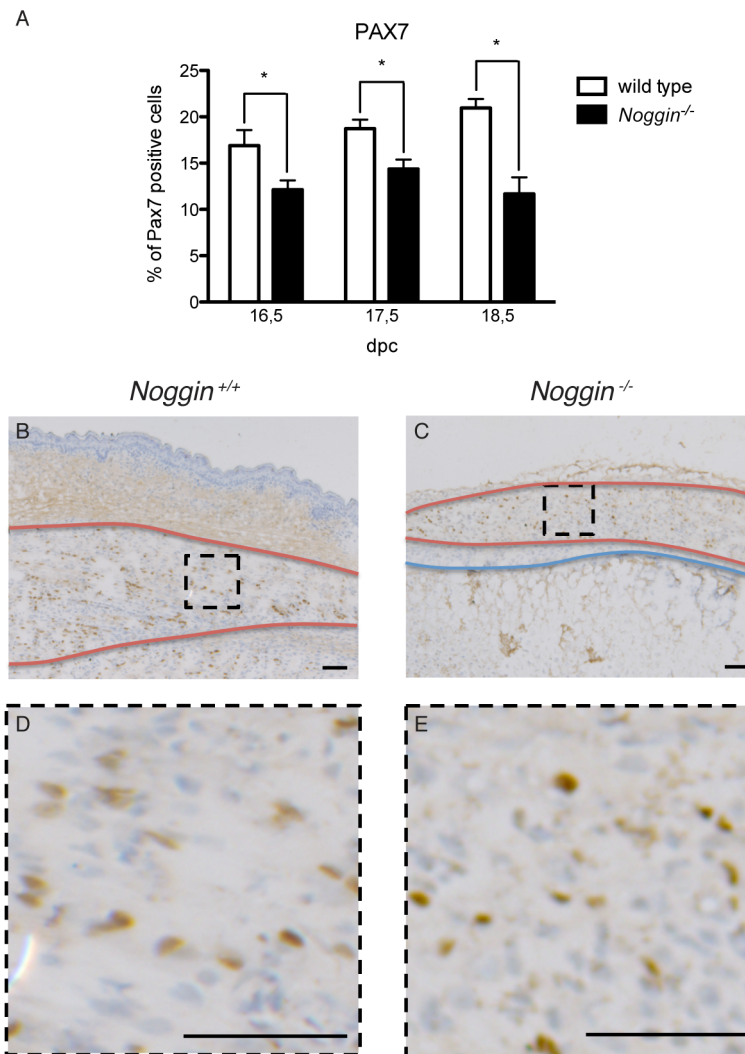 A
PAX7
* * *
25
20
15
10
5
0
% of Pax7 positive cells
16,5 17,5 18,5
dpc
wild type
Noggin-/-
Noggin +/+ Noggin -/-
B C
D E